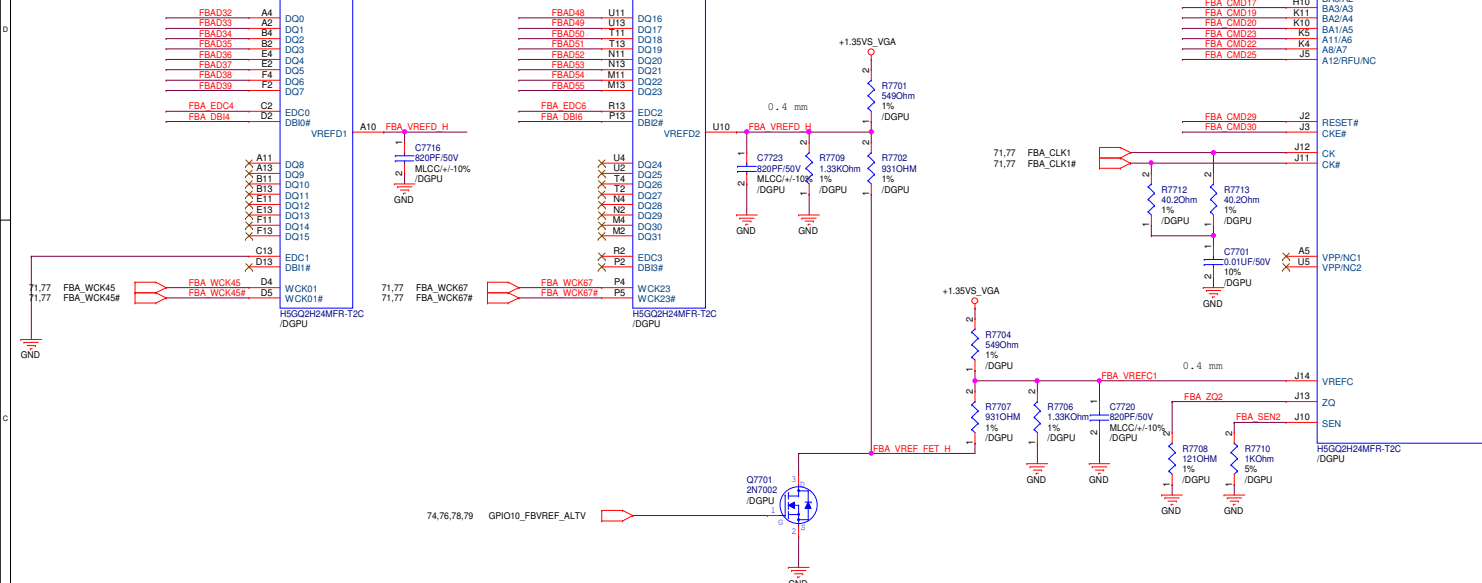 D
C
FBAD32 A4 DQ0
FBAD33 A2 DQ1
FBAD34 B4 DQ2
FBAD35 B2 DQ3
FBAD36 E4 DQ4
FBAD37 E2 DQ5
FBAD38 F4 DQ6
FBAD39 F2 DQ7
FBA_EDC4 C2 EDC0
FBA_DBI4 D2 DBI0#
VREFD1 A10 FBA_VREFD_H
C7716
820PF/50V
MLCC/+/-10%
/DGPU
GND
A11 DQ8
A13 DQ9
B11 DQ10
B13 DQ11
E11 DQ12
E13 DQ13
F11 DQ14
F13 DQ15
C13 EDC1
D13 DBI1#
71,77 FBA_WCK45 FBA_WCK45 D4 WCK01
71,77 FBA_WCK45# FBA_WCK45# D5 WCK01#
H5GQ2H24MFR-T2C
/DGPU
GND
FBAD48 U11 DQ16
FBAD49 U13 DQ17
FBAD50 T11 DQ18
FBAD51 T13 DQ19
FBAD52 N11 DQ20
FBAD53 N13 DQ21
FBAD54 M11 DQ22
FBAD55 M13 DQ23
FBA_EDC6 R13 EDC2
FBA_DBI6 P13 DBI2#
VREFD2 U10 FBA_VREFD_H
0.4 mm
U4 DQ24
U2 DQ25
T4 DQ26
T2 DQ27
N4 DQ28
N2 DQ29
M4 DQ30
M2 DQ31
R2 EDC3
P2 DBI3#
71,77 FBA_WCK67 FBA_WCK67 P4 WCK23
71,77 FBA_WCK67# FBA_WCK67# P5 WCK23#
H5GQ2H24MFR-T2C
/DGPU
+1.35VS_VGA
R7701
549Ohm
1%
/DGPU
C7723
820PF/50V
MLCC/+/-10%
/DGPU
GND
R7709
1.33KOhm
1%
/DGPU
GND
R7702
931OHM
1%
/DGPU
FBA_CMD17 H10 BA3/A3
FBA_CMD19 K11 BA2/A4
FBA_CMD20 K10 BA1/A5
FBA_CMD23 K5 A11/A6
FBA_CMD22 K4 A8/A7
FBA_CMD25 J5 A12/RFU/NC
FBA_CMD29 J2 RESET#
FBA_CMD30 J3 CKE#
71,77 FBA_CLK1 J12 CK
71,77 FBA_CLK1# J11 CK#
R7712
40.2Ohm
1%
/DGPU
R7713
40.2Ohm
1%
/DGPU
C7701
0.01UF/50V
10%
/DGPU
GND
A5 VPP/NC1
U5 VPP/NC2
+1.35VS_VGA
R7704
549Ohm
1%
/DGPU
0.4 mm
FBA_VREFC1 J14 VREFC
FBA_ZQ2 J13 ZQ
FBA_SEN2 J10 SEN
R7707
931OHM
1%
/DGPU
R7706
1.33KOhm
1%
/DGPU
GND
C7720
820PF/50V
MLCC/+/-10%
/DGPU
GND
R7708
121OHM
1%
/DGPU
GND
R7710
1KOhm
5%
/DGPU
GND
H5GQ2H24MFR-T2C
/DGPU
FBA_VREF_FET_H
Q7701
2N7002
/DGPU
3 D
1 G
2 S
74,76,78,79 GPIO10_FBVREF_ALTV
GND